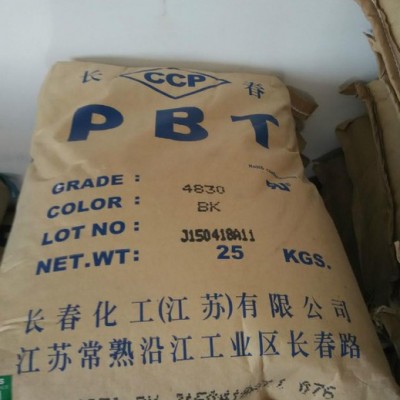 长 CCP 春
PBT
GRADE: 4830
COLOR: BK
LOT NO: J150418A11
NET.WT: 25 KGS.
长春化工(江苏)有限公司
江苏常熟沿江工业区长春路